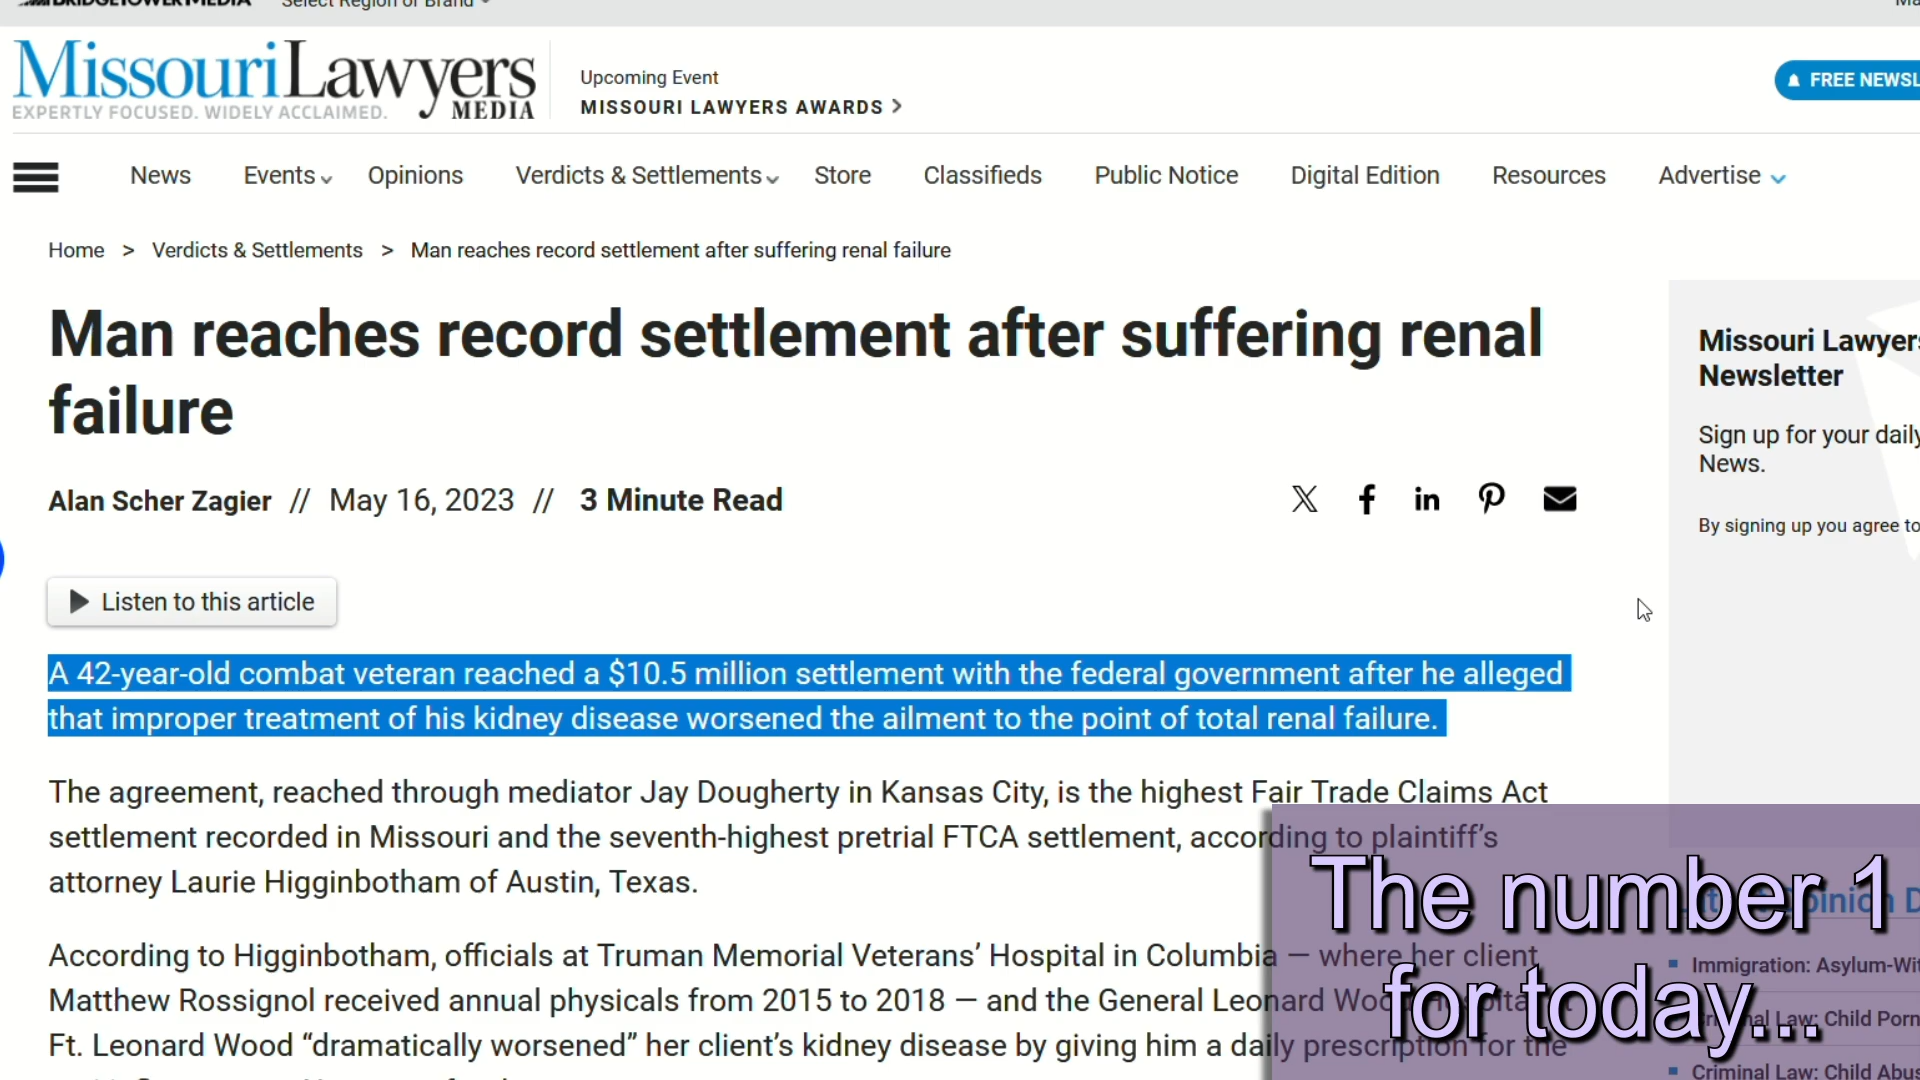 BRIDGETOWER MEDIA Select Region or Brand
MissouriLawyers
MEDIA
EXPERTLY FOCUSED. WIDELY ACCLAIMED.
Upcoming Event
MISSOURI LAWYERS AWARDS
FREE NEWSL
News Events Opinions Verdicts & Settlements Store Classifieds Public Notice Digital Edition Resources Advertise
Home > Verdicts & Settlements > Man reaches record settlement after suffering renal failure
Man reaches record settlement after suffering renal
failure
Alan Scher Zagier // May 16, 2023 // 3 Minute Read
Listen to this article
A 42-year-old combat veteran reached a $10.5 million settlement with the federal government after he alleged
that improper treatment of his kidney disease worsened the ailment to the point of total renal failure.
The agreement, reached through mediator Jay Dougherty in Kansas City, is the highest Fair Trade Claims Act
settlement recorded in Missouri and the seventh-highest pretrial FTCA settlement, according to plaintiff's
attorney Laurie Higginbotham of Austin, Texas.
According to Higginbotham, officials at Truman Memorial Veterans' Hospital in Columbia — where her client
Matthew Rossignol received annual physicals from 2015 to 2018 — and the General Leonard Wood
Ft. Leonard Wood “dramatically worsened” her client's kidney disease by giving him a daily prescription for the
Missouri Lawyers
Newsletter
Sign up for your daily
News.
By signing up you agree to
Opinion D
Immigration: Asylum-Wit
Law: Child Porn
Criminal Law: Child Abus
The number 1
for today...